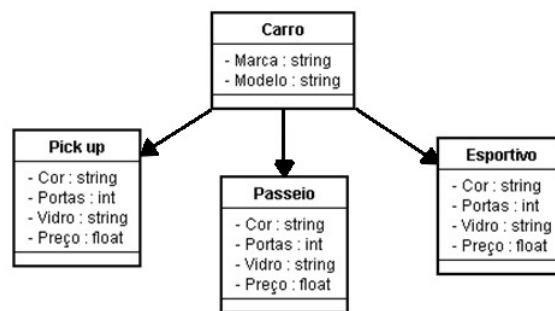 Carro
- Marca : string
- Modelo : string
Pick up
- Cor : string
- Portas : int
- Vidro : string
- Preço : float
Passeio
- Cor : string
- Portas : int
- Vidro : string
- Preço : float
Esportivo
- Cor : string
- Portas : int
- Vidro : string
- Preço : float